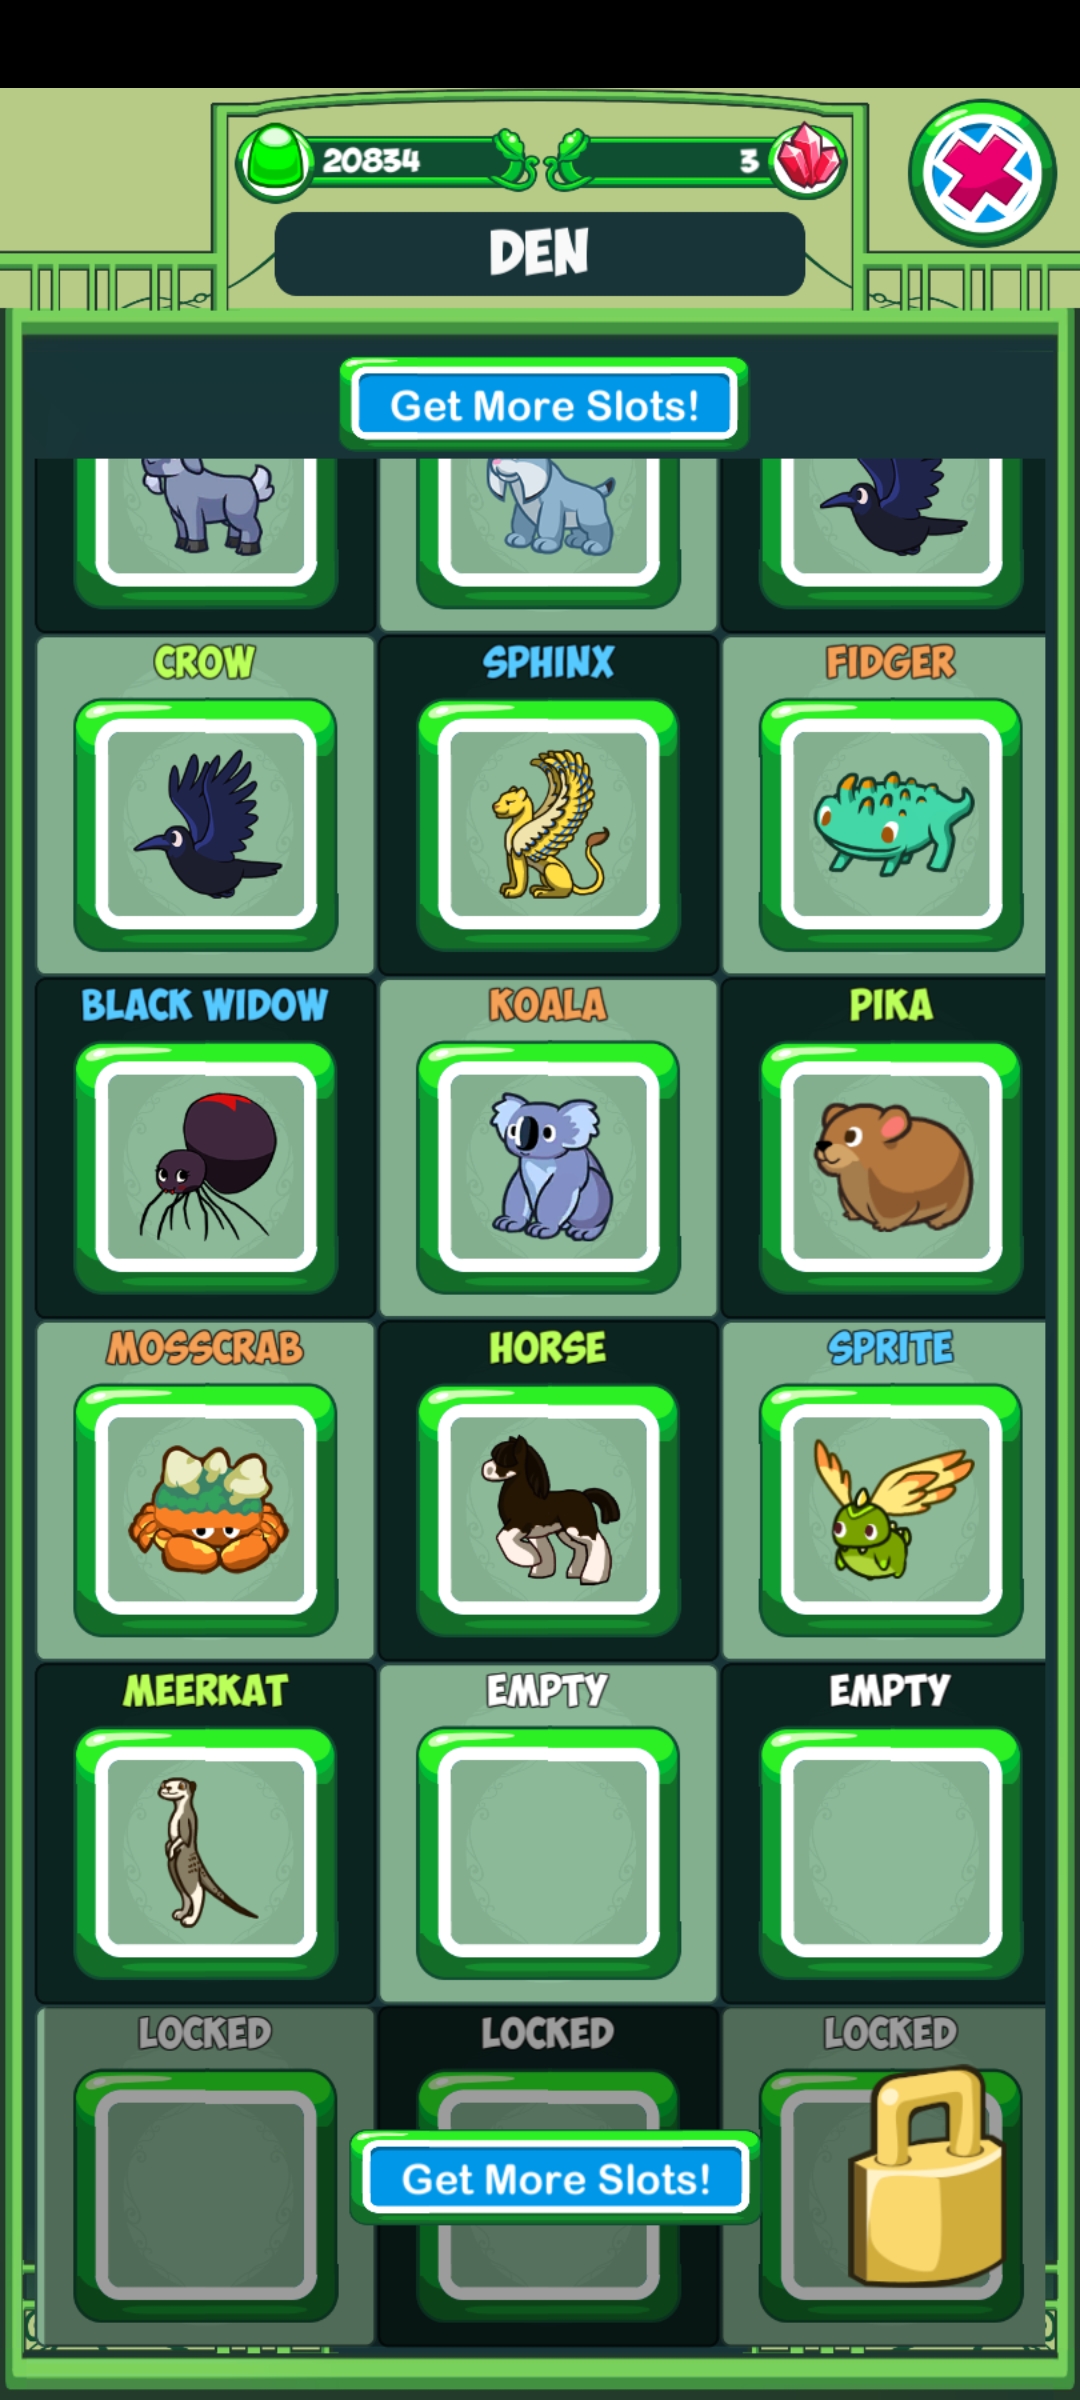 20834
3
DEN
Get More Slots!
CROW
SPHINX
FIDGER
BLACK WIDOW
KOALA
PIKA
MOSSCRAB
HORSE
SPRITE
MEERKAT
EMPTY
EMPTY
LOCKED
LOCKED
LOCKED
Get More Slots!